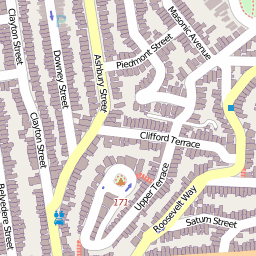 Clayton Street
Downey Street
Ashbury Street
Piedmont Street
Masonic Avenue
Clayton Street
Clifford Terrace
Upper Terrace
Roosevelt Way
Saturn Street
Belvedere Street
171